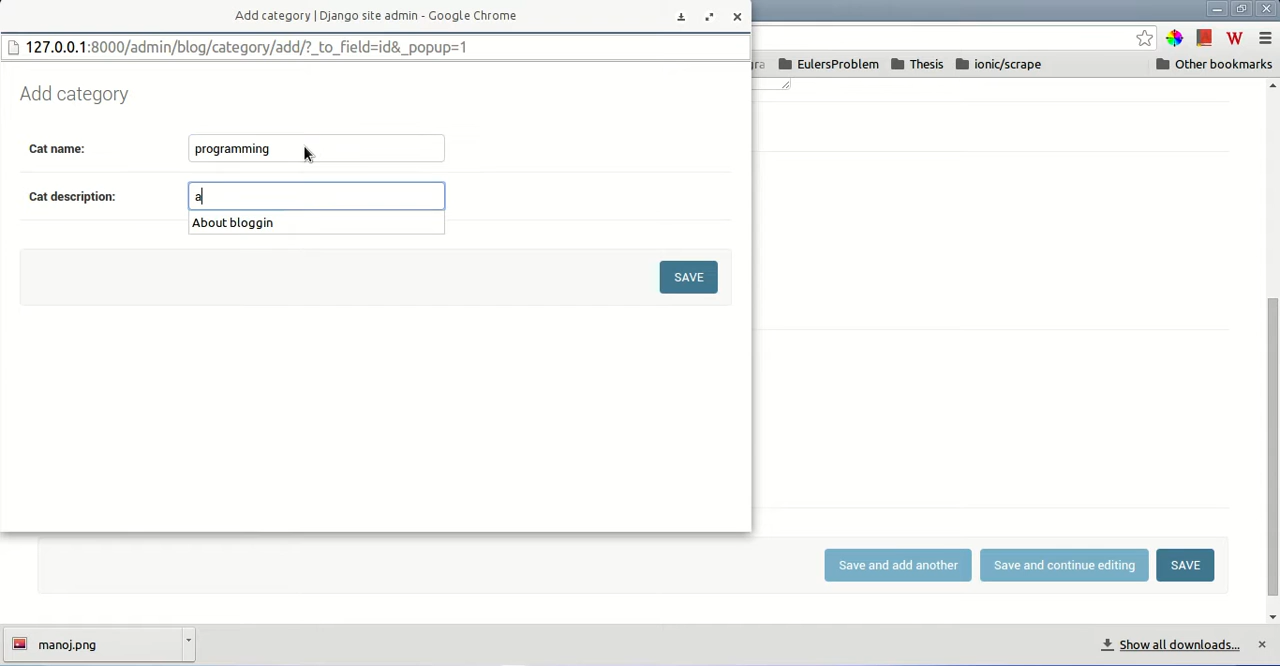 Add category | Django site admin - Google Chrome
127.0.0.1:8000/admin/blog/category/add/?_to_field=id&_popup=1
gra EulersProblem Thesis ionic/scrape Other bookmarks
Add category
Cat name: programming
Cat description: a
About bloggin
SAVE
Save and add another Save and continue editing SAVE
manoj.png Show all downloads...